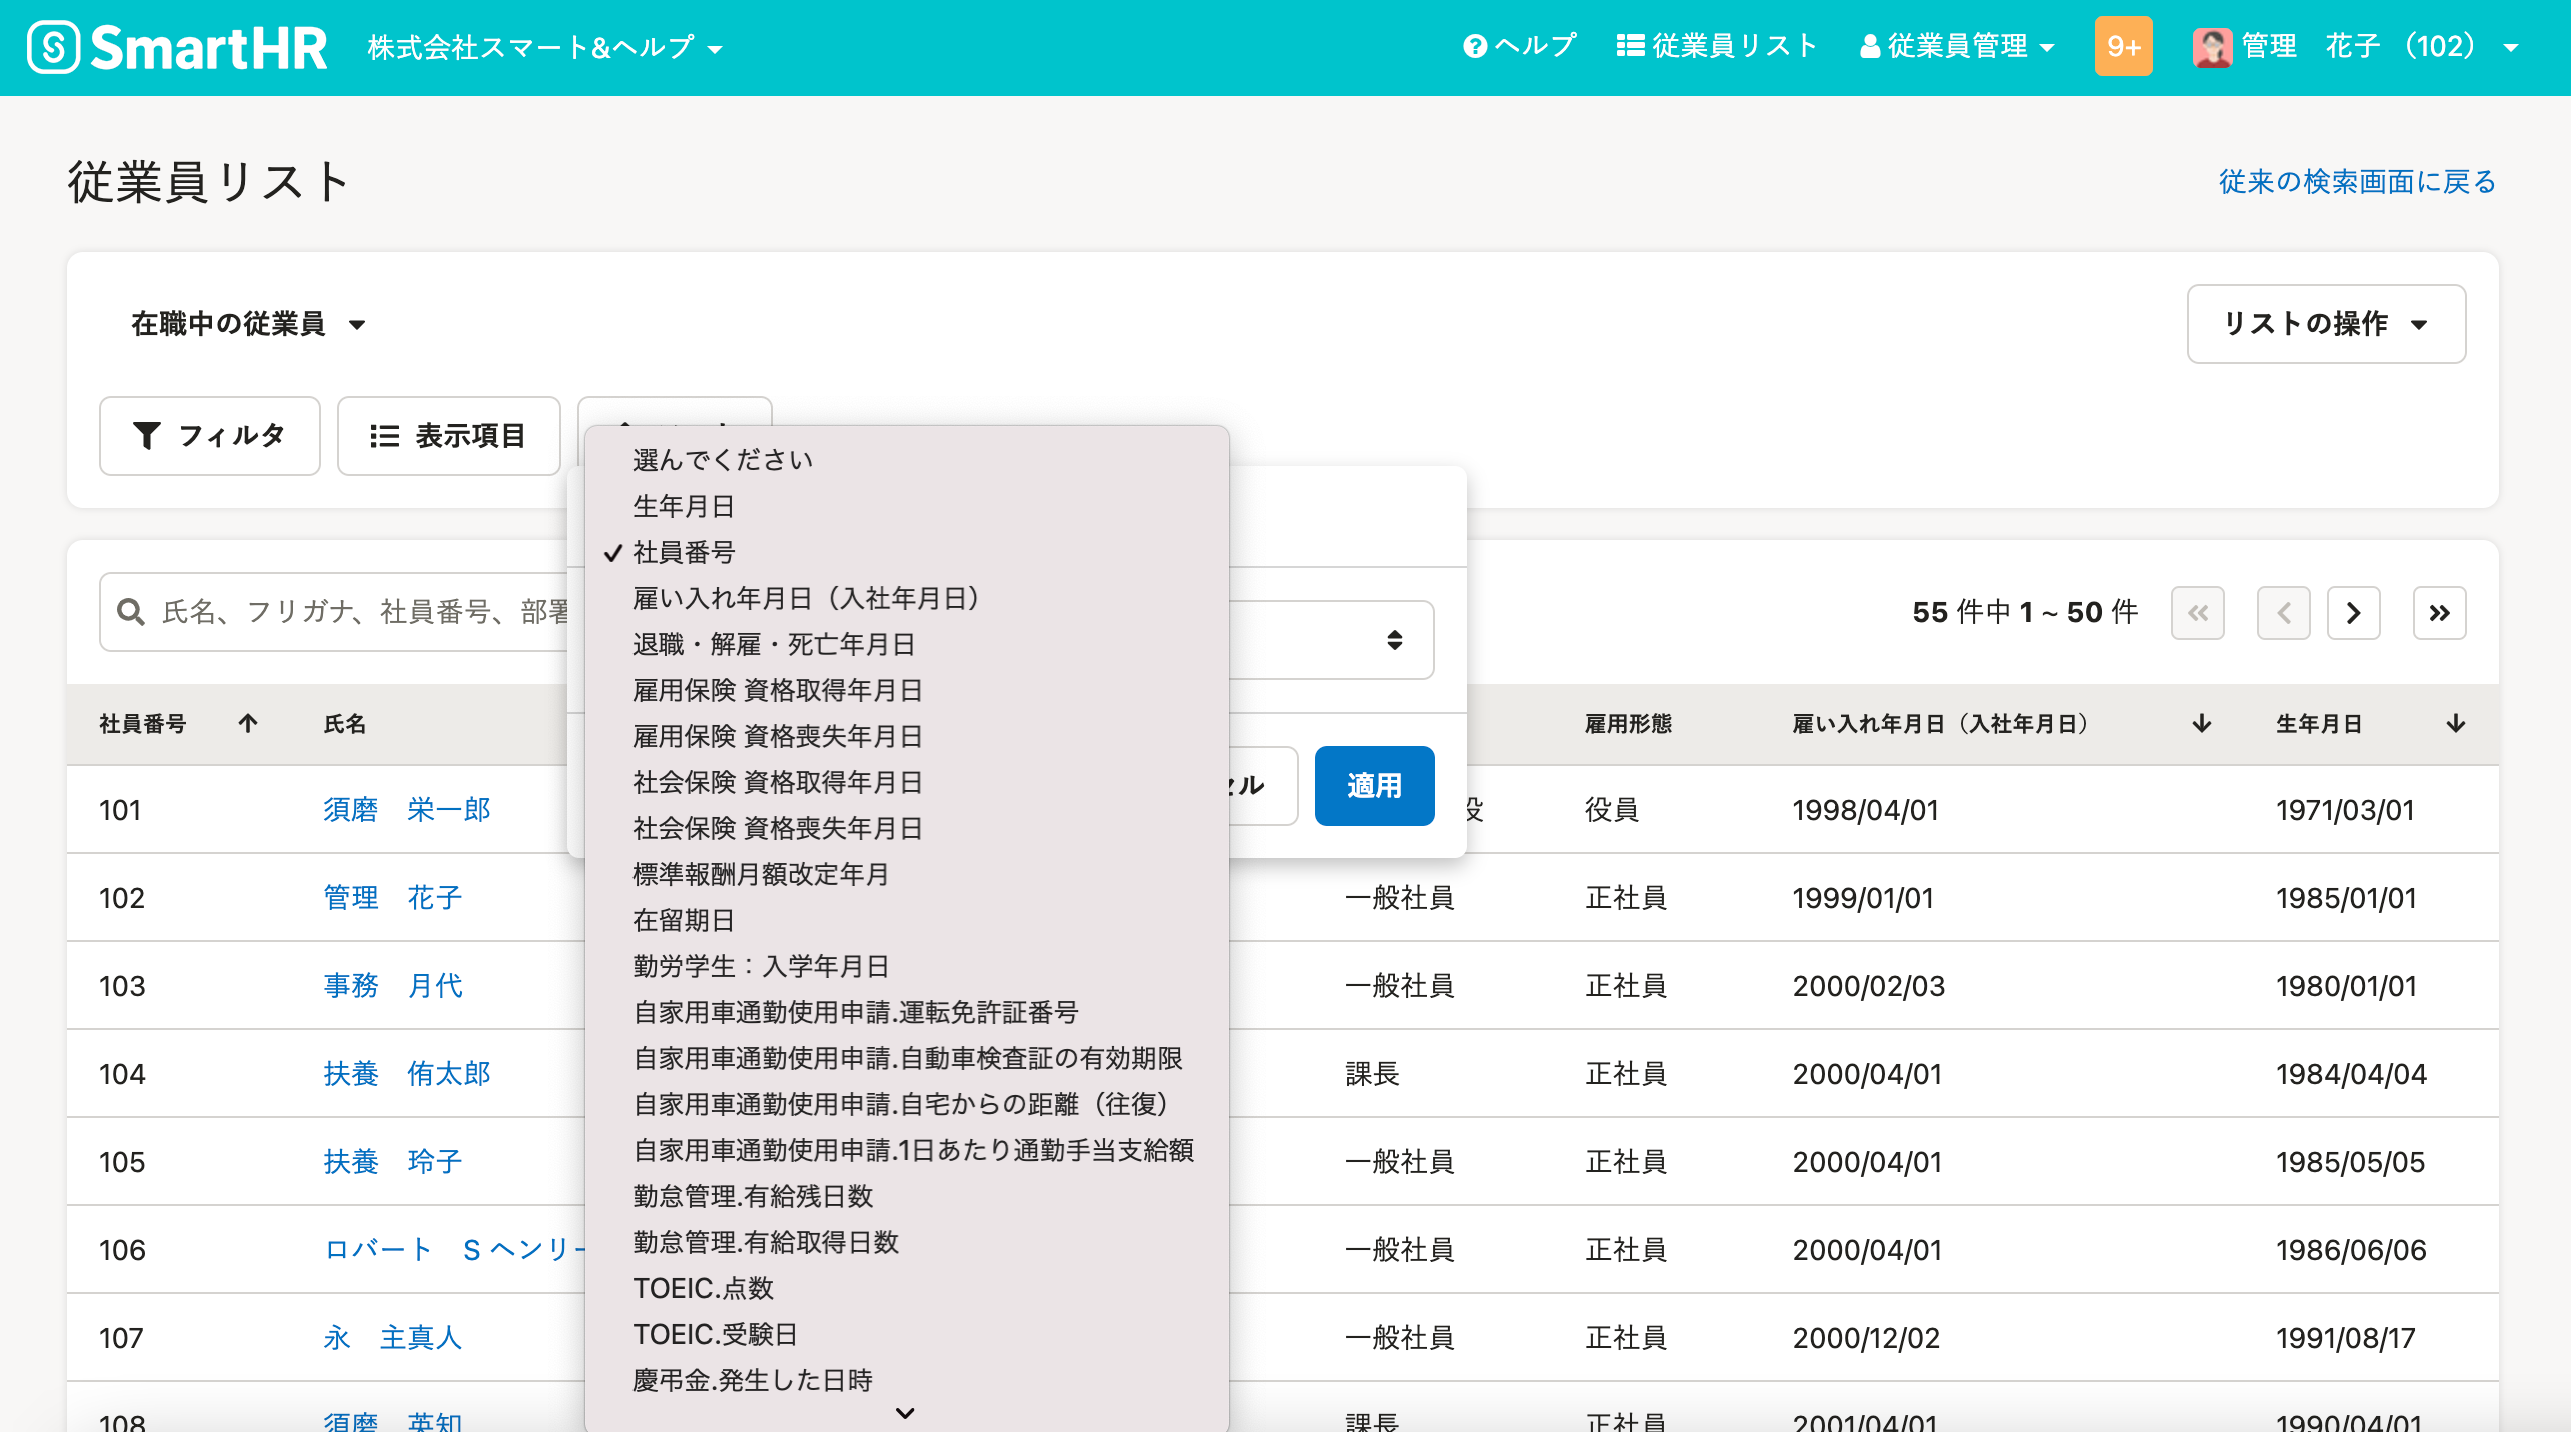 SmartHR 株式会社スマート&ヘルプ ヘルプ 従業員リスト 従業員管理 9+ 管理　花子（102）
従業員リスト 従来の検索画面に戻る
在職中の従業員 リストの操作
フィルタ 表示項目
選んでください
生年月日
社員番号
雇い入れ年月日（入社年月日）
退職・解雇・死亡年月日
雇用保険 資格取得年月日
雇用保険 資格喪失年月日
社会保険 資格取得年月日
社会保険 資格喪失年月日
標準報酬月額改定年月
在留期日
勤労学生：入学年月日
自家用車通勤使用申請.運転免許証番号
自家用車通勤使用申請.自動車検査証の有効期限
自家用車通勤使用申請.自宅からの距離（往復）
自家用車通勤使用申請.1日あたり通勤手当支給額
勤怠管理.有給残日数
勤怠管理.有給取得日数
TOEIC.点数
TOEIC.受験日
慶弔金.発生した日時
ル 適用
氏名、フリガナ、社員番号、部署 55 件中 1 ~ 50 件
社員番号 氏名 雇用形態 雇い入れ年月日（入社年月日） 生年月日
101 須磨　栄一郎 役 役員 1998/04/01 1971/03/01
102 管理　花子 一般社員 正社員 1999/01/01 1985/01/01
103 事務　月代 一般社員 正社員 2000/02/03 1980/01/01
104 扶養　侑太郎 課長 正社員 2000/04/01 1984/04/04
105 扶養　玲子 一般社員 正社員 2000/04/01 1985/05/05
106 ロバート　S ヘンリー 一般社員 正社員 2000/04/01 1986/06/06
107 永　主真人 一般社員 正社員 2000/12/02 1991/08/17
108 須磨　英知 課長 正社員 2001/04/01 1990/04/01